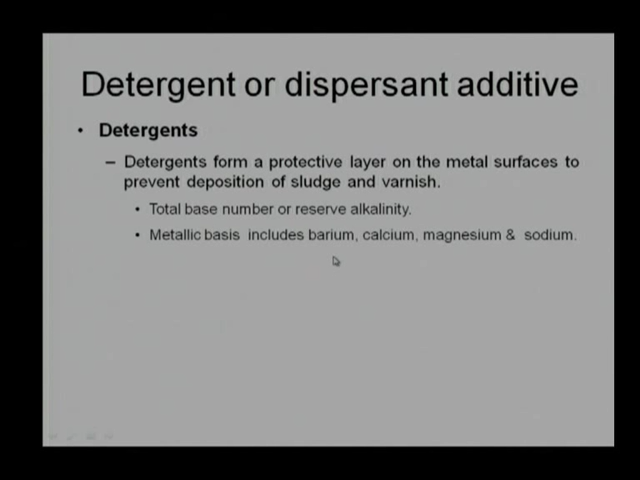 Detergent or dispersant additive
• Detergents
– Detergents form a protective layer on the metal surfaces to
prevent deposition of sludge and varnish.
• Total base number or reserve alkalinity.
• Metallic basis includes barium, calcium, magnesium & sodium.